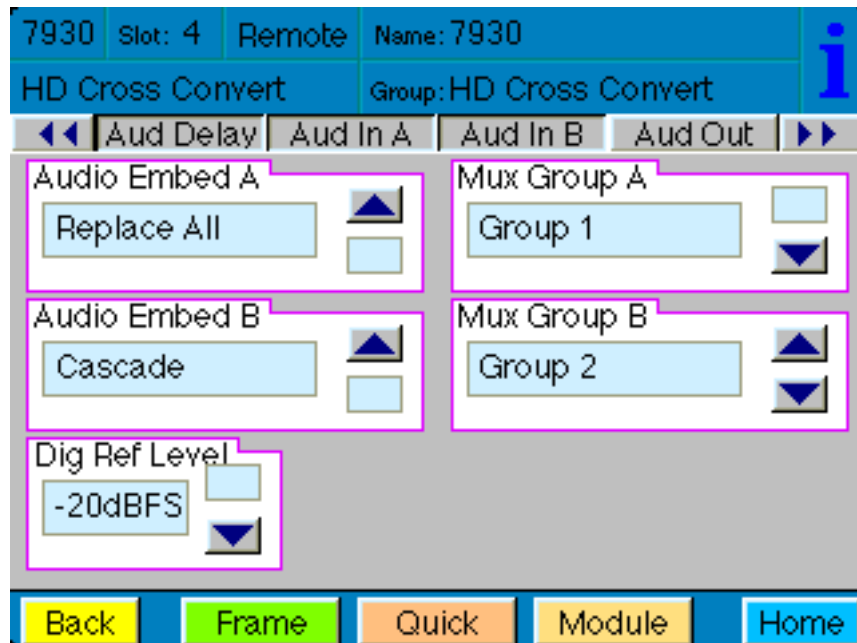 7930 Slot: 4 Remote Name: 7930
HD Cross Convert Group: HD Cross Convert
i
Aud Delay Aud In A Aud In B Aud Out
Audio Embed A Mux Group A
Replace All Group 1
Audio Embed B Mux Group B
Cascade Group 2
Dig Ref Level
-20dBFS
Back Frame Quick Module Home